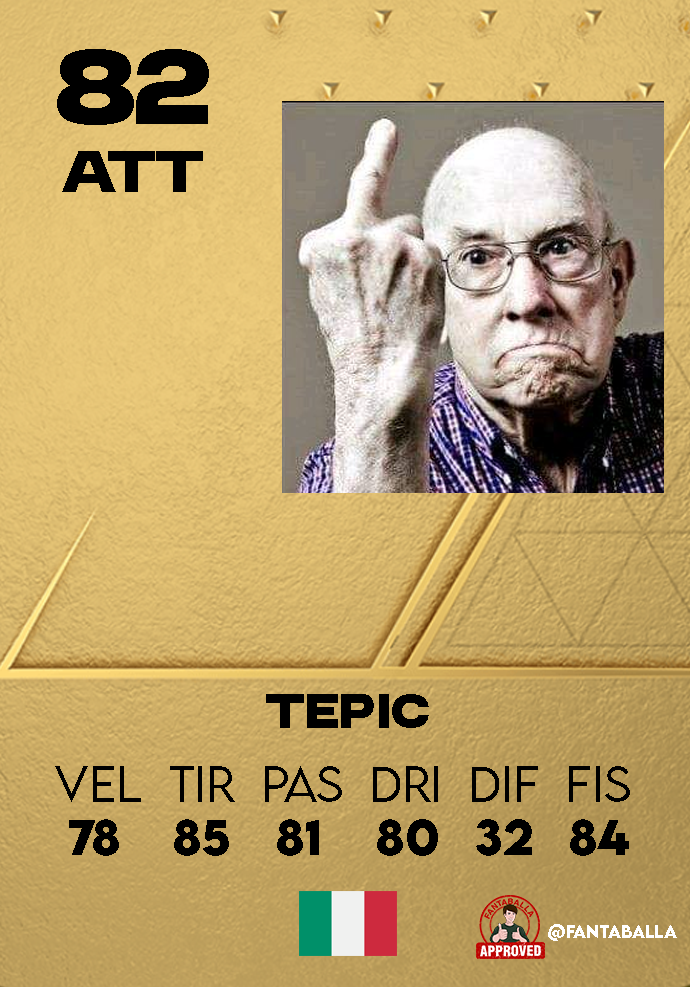 82
ATT
TEPIC
VEL TIR PAS DRI DIF FIS
78 85 81 80 32 84
FANTABALLA
APPROVED
@FANTABALLA